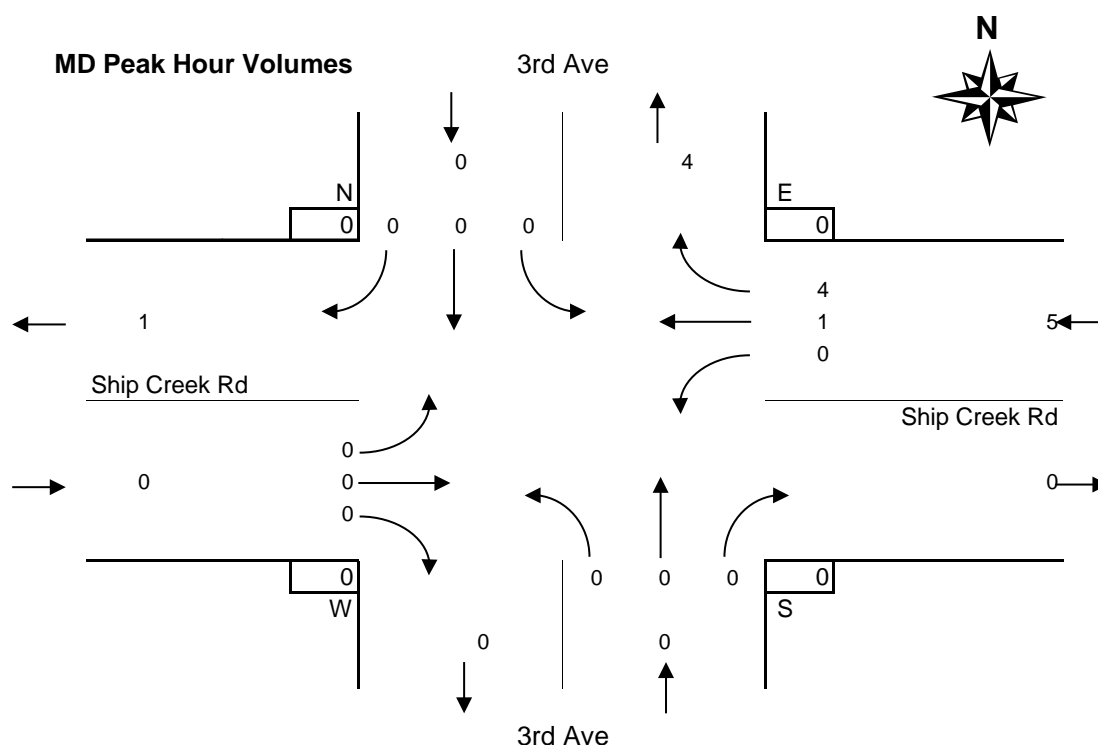 N
MD Peak Hour Volumes 3rd Ave
0 4
N E
0 0 0 0 0
4
1 1 5
0
Ship Creek Rd
Ship Creek Rd
0
0 0 0
0
0 0 0 0 0
W S
0 0
3rd Ave